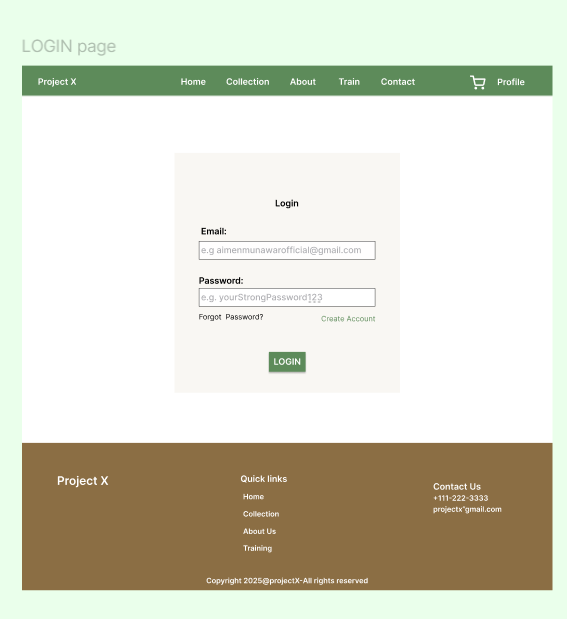 LOGIN page
Project X Home Collection About Train Contact Profile
Login
Email:
e.g aimenmunawarofficial@gmail.com
Password:
e.g. yourStrongPassword123
Forgot Password? Create Account
LOGIN
Project X
Quick links
Home
Collection
About Us
Training
Contact Us
+111-222-3333
projectx"gmail.com
Copyright 2025@projectX-All rights reserved